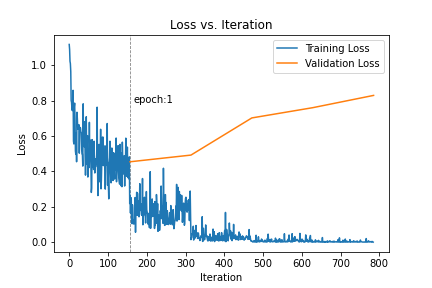 Loss vs. Iteration
Training Loss
Validation Loss
epoch:1
Loss
1.0
0.8
0.6
0.4
0.2
0.0
0 100 200 300 400 500 600 700 800
Iteration